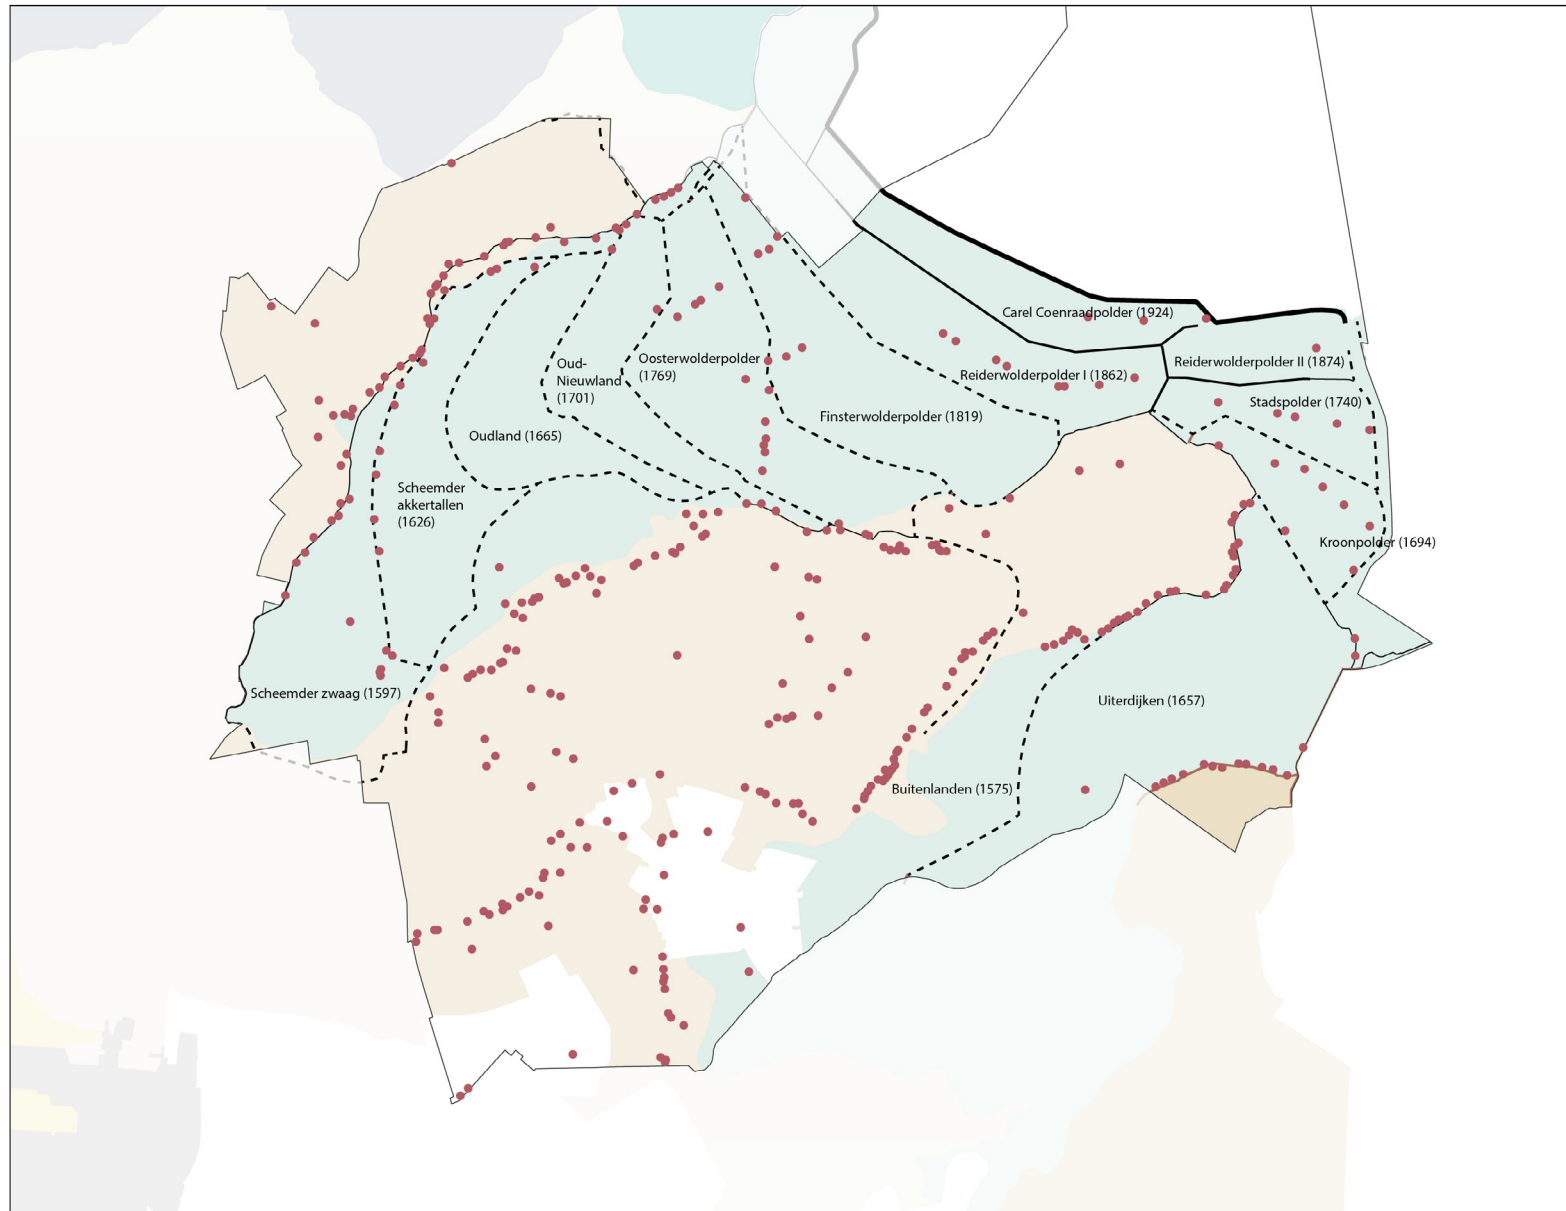 Carel Coenraadpolder (1924)
Reiderwolderpolder II (1874)
Oosterwolderpolder
(1769)
Oud-
Nieuwland
(1701)
Reiderwolderpolder I (1862)
Stadspolder (1740)
Finsterwolderpolder (1819)
Oudland (1665)
Scheemder
akkertallen
(1626)
Kroonpolder (1694)
Scheemder zwaag (1597)
Uiterdijken (1657)
Buitenlanden (1575)